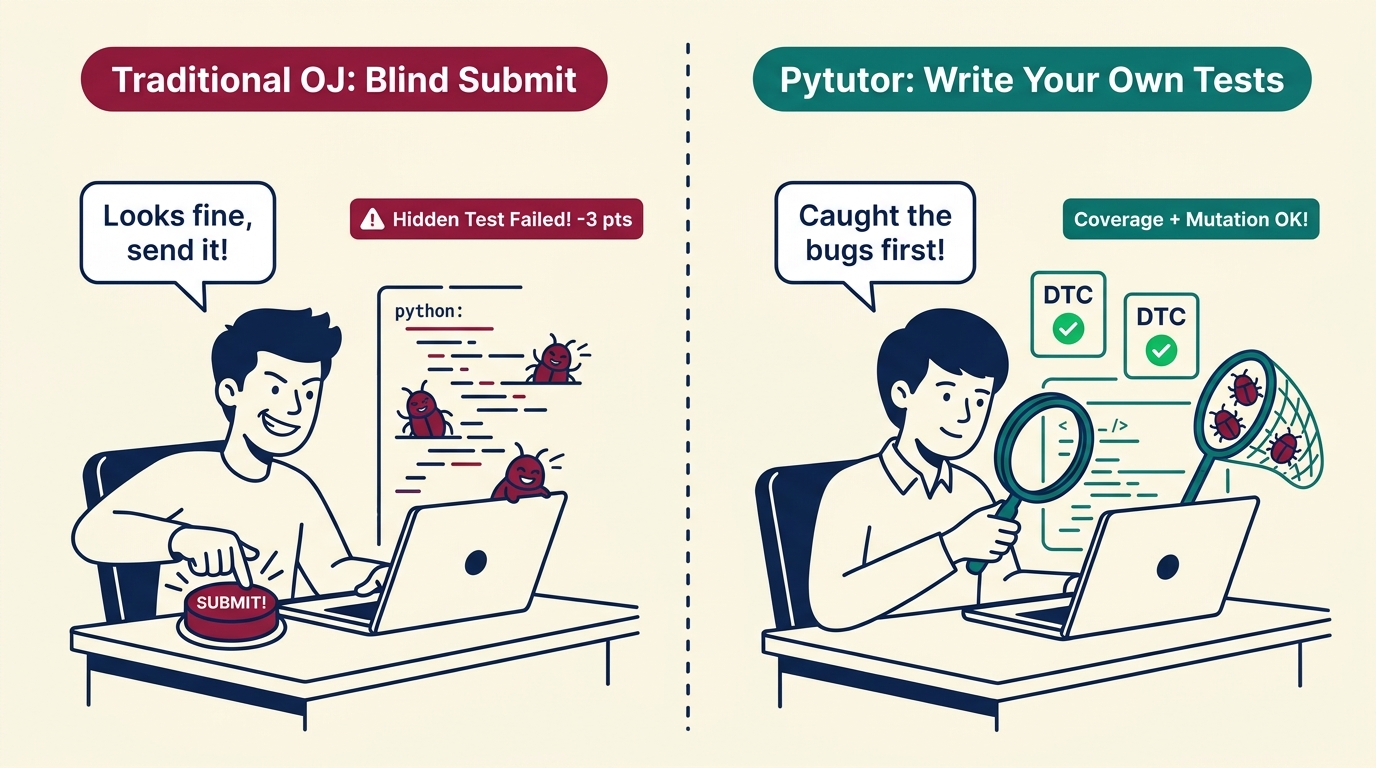 Traditional OJ: Blind Submit
Looks fine,
send it!
Hidden Test Failed! -3 pts
python:
SUBMIT!
Pytutor: Write Your Own Tests
Caught the
bugs first!
Coverage + Mutation OK!
DTC
DTC
< _/>